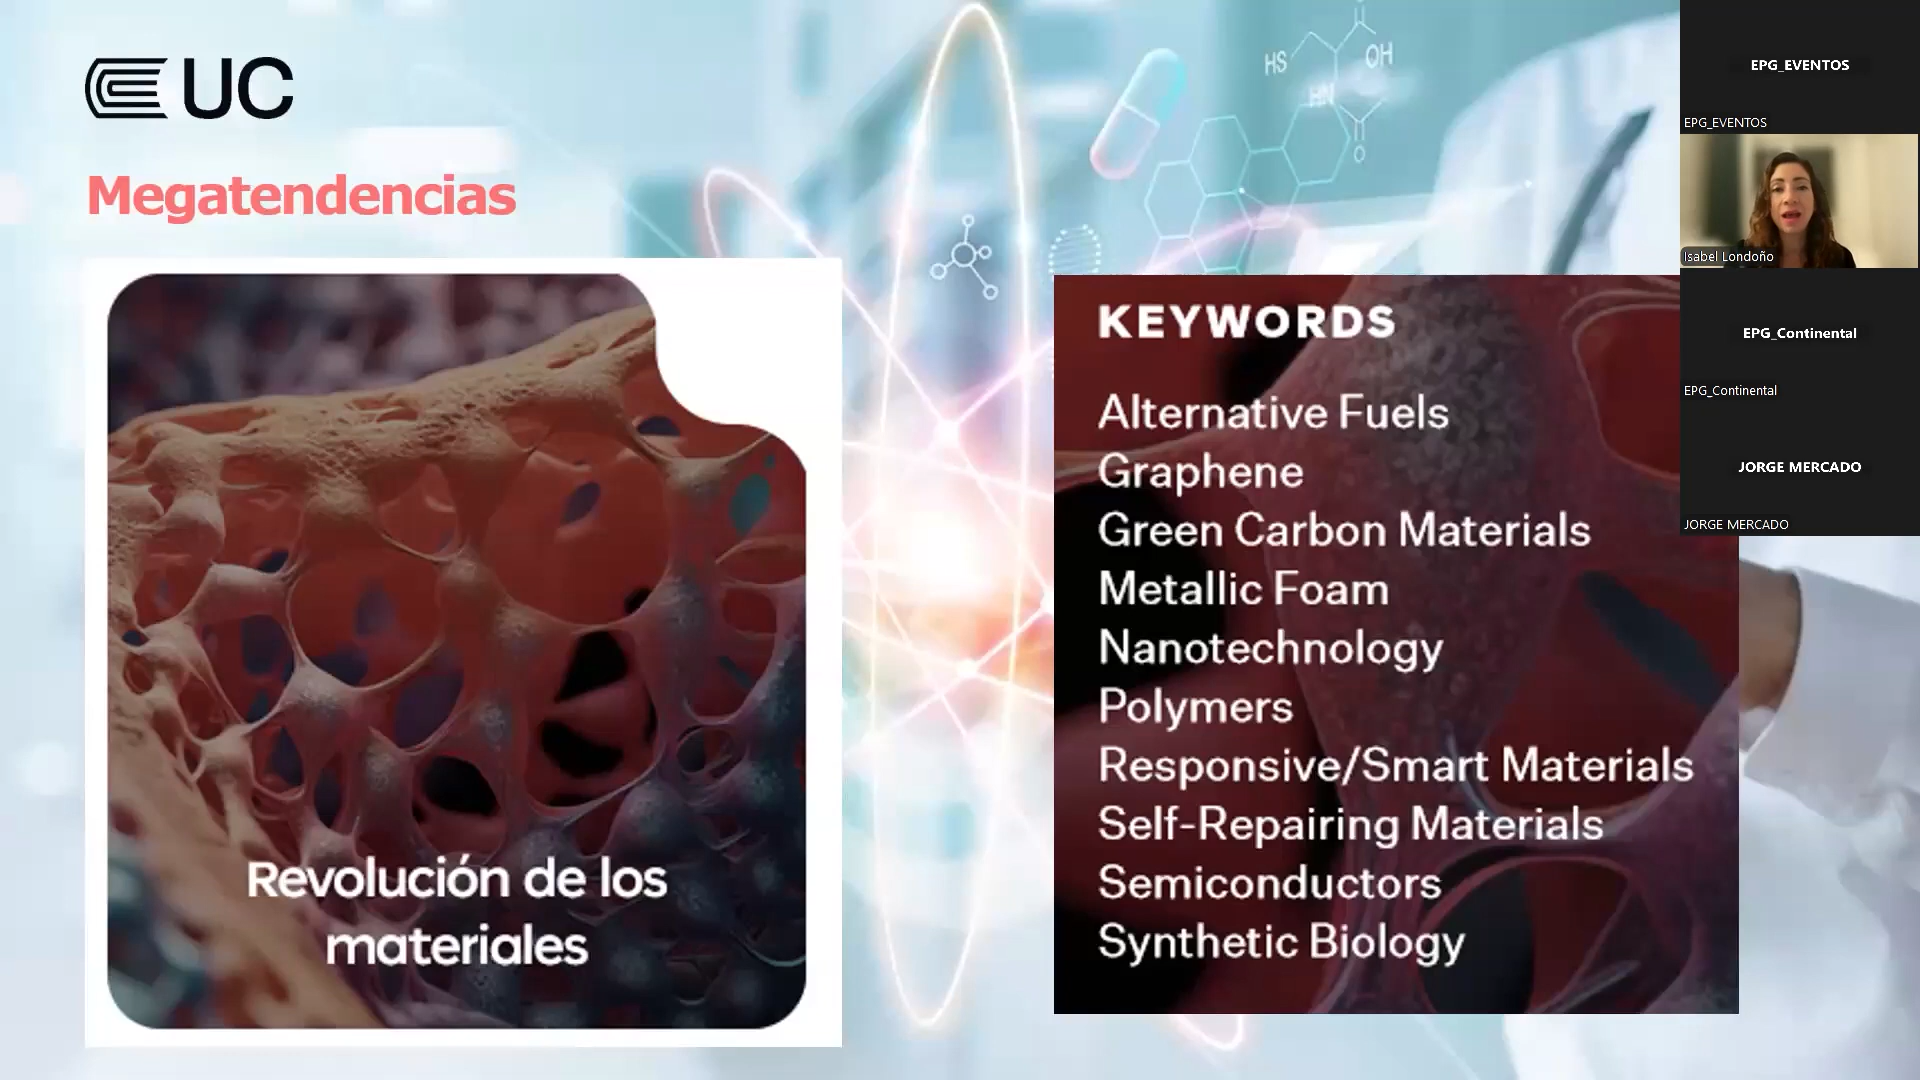 UC
Megatendencias
Revolución de los
materiales
HS
OH
HN
O
KEYWORDS
Alternative Fuels
Graphene
Green Carbon Materials
Metallic Foam
Nanotechnology
Polymers
Responsive/Smart Materials
Self-Repairing Materials
Semiconductors
Synthetic Biology
EPG_EVENTOS
EPG_EVENTOS
Isabel Londoño
EPG_Continental
EPG_Continental
JORGE MERCADO
JORGE MERCADO